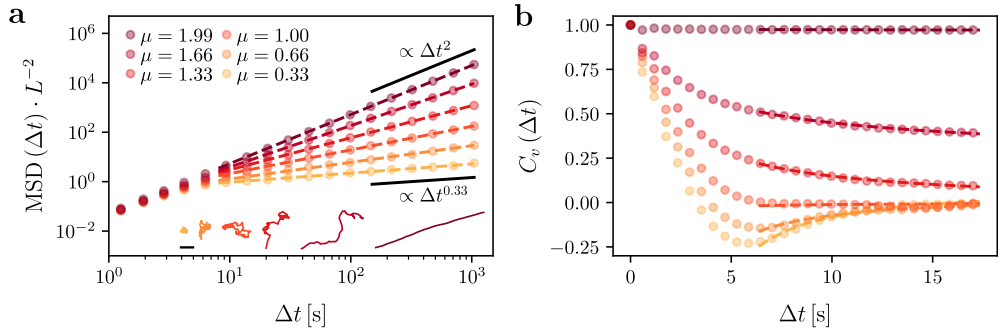 a
MSD (Δt) · L⁻²
10⁶
10⁴
10²
10⁰
10⁻²
μ = 1.99
μ = 1.66
μ = 1.33
μ = 1.00
μ = 0.66
μ = 0.33
∝ Δt²
∝ Δt⁰·³³
10⁰
10¹
10²
10³
Δt [s]
b
C_v (Δt)
1.00
0.75
0.50
0.25
0.00
−0.25
0
5
10
15
Δt [s]